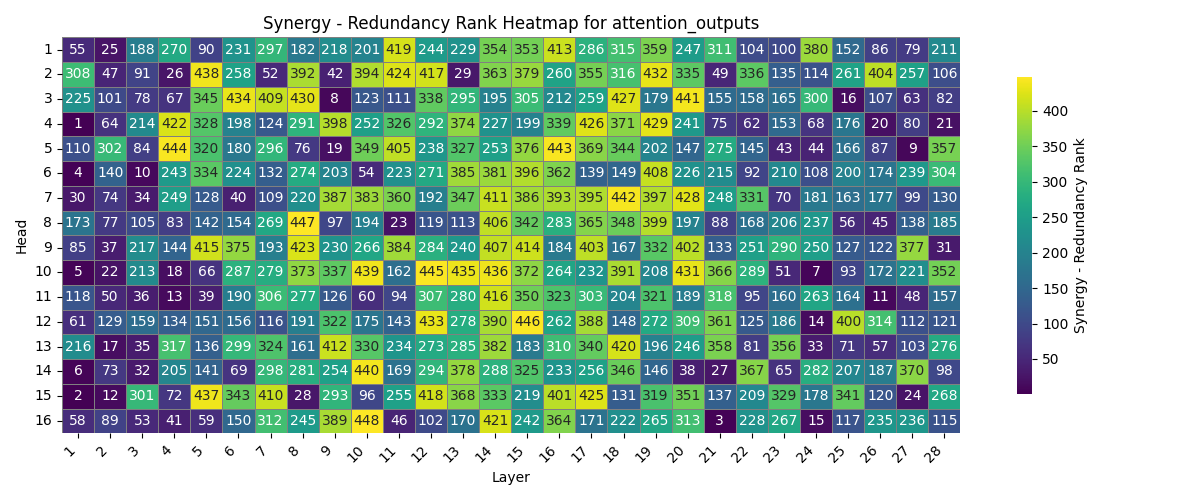 Synergy - Redundancy Rank Heatmap for attention_outputs
1 55 25 188 270 90 231 297 182 218 201 419 244 229 354 353 413 286 315 359 247 311 104 100 380 152 86 79 211
2 308 47 91 26 438 258 52 392 42 394 424 417 29 363 379 260 355 316 432 335 49 336 135 114 261 404 257 106
3 225 101 78 67 345 434 409 430 8 123 111 338 295 195 305 212 259 427 179 441 155 158 165 300 16 107 63 82
4 1 64 214 422 328 198 124 291 398 252 326 292 374 227 199 339 426 371 429 241 75 62 153 68 176 20 80 21
5 110 302 84 444 320 180 296 76 19 349 405 238 327 253 376 443 369 344 202 147 275 145 43 44 166 87 9 357
6 4 140 10 243 334 224 132 274 203 54 223 271 385 381 396 362 139 149 408 226 215 92 210 108 200 174 239 304
7 30 74 34 249 128 40 109 220 387 383 360 192 347 411 386 393 395 442 397 428 248 331 70 181 163 177 99 130
8 173 77 105 83 142 154 269 447 97 194 23 119 113 406 342 283 365 348 399 197 88 168 206 237 56 45 138 185
9 85 37 217 144 415 375 193 423 230 266 384 284 240 407 414 184 403 167 332 402 133 251 290 250 127 122 377 31
10 5 22 213 18 66 287 279 373 337 439 162 445 435 436 372 264 232 391 208 431 366 289 51 7 93 172 221 352
11 118 50 36 13 39 190 306 277 126 60 94 307 280 416 350 323 303 204 321 189 318 95 160 263 164 11 48 157
12 61 129 159 134 151 156 116 191 322 175 143 433 278 390 446 262 388 148 272 309 361 125 186 14 400 314 112 121
13 216 17 35 317 136 299 324 161 412 330 234 273 285 382 183 310 340 420 196 246 358 81 356 33 71 57 103 276
14 6 73 32 205 141 69 298 281 254 440 169 294 378 288 325 233 256 346 146 38 27 367 65 282 207 187 370 98
15 2 12 301 72 437 343 410 28 293 96 255 418 368 333 219 401 425 131 319 351 137 209 329 178 341 120 24 268
16 58 89 53 41 59 150 312 245 389 448 46 102 170 421 242 364 171 222 265 313 3 228 267 15 117 235 236 115
1 2 3 4 5 6 7 8 9 10 11 12 13 14 15 16 17 18 19 20 21 22 23 24 25 26 27 28
Layer
Head
400
350
300
250
200
150
100
50
Synergy - Redundancy Rank